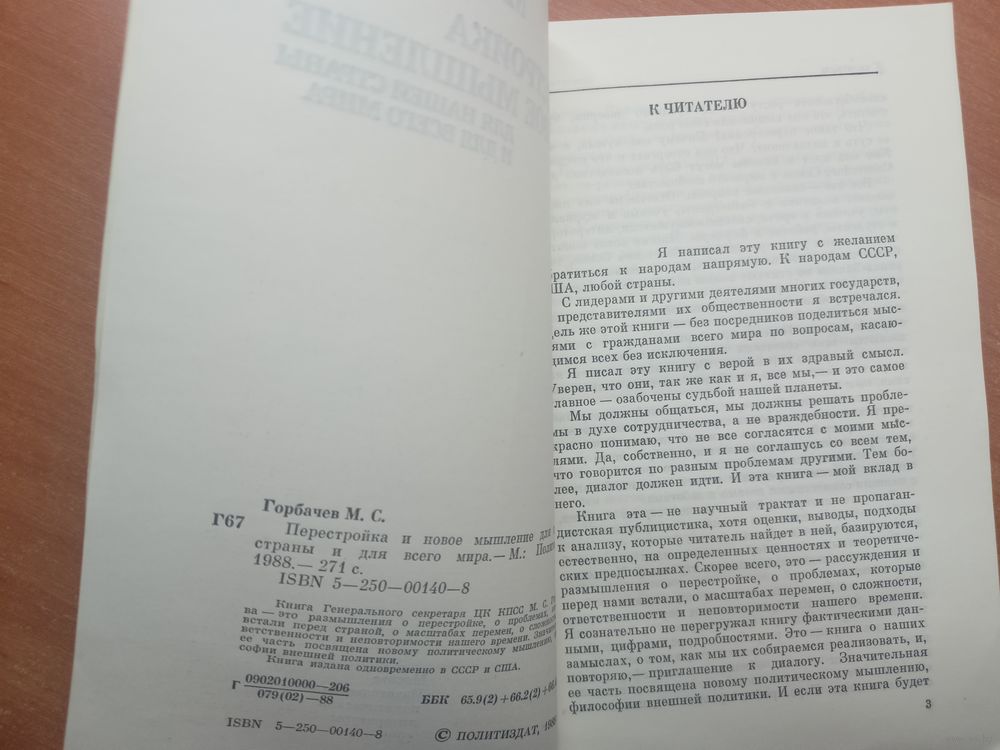 Горбачев М. С.
Г67
Перестройка и новое мышление для
страны и для всего мира.— М.:
1988.— 271 с.
ISBN 5—250—00140—8
Книга Генерального секретаря ЦК КПСС М. С.
ва — это размышления о перестройке, о проблемах,
встали перед страной, о масштабах перемен, о
ветственности и неповторимости нашего времени.
ее часть посвящена новому политическому мышлению,
софии внешней политики.
Книга издана одновременно в СССР и США.
Г 0902010000—206
079(02)—88
ББК 65.9(2)+66.2(2)+66.
ISBN 5—250—00140—8
© ПОЛИТИЗДАТ,
К ЧИТАТЕЛЮ
Я написал эту книгу с желанием
братиться к народам напрямую. К народам СССР,
ША, любой страны.
С лидерами и другими деятелями многих государств,
представителями их общественности я встречался.
ель же этой книги — без посредников поделиться мыс-
ями с гражданами всего мира по вопросам, касаю-
щимся всех без исключения.
Я писал эту книгу с верой в их здравый смысл.
Уверен, что они, так же как и я, все мы,— и это самое
лавное — озабочены судьбой нашей планеты.
Мы должны общаться, мы должны решать пробле-
мы в духе сотрудничества, а не враждебности. Я пре-
красно понимаю, что не все согласятся с моими мыс-
лями. Да, собственно, и я не соглашусь со всем тем,
что говорится по разным проблемам другими. Тем бо-
лее, диалог должен идти. И эта книга — мой вклад в
него.
Книга эта — не научный трактат и не пропаган-
дистская публицистика, хотя оценки, выводы, подходы
к анализу, которые читатель найдет в ней, базируются,
естественно, на определенных ценностях и теоретиче-
ских предпосылках. Скорее всего, это — рассуждения и
размышления о перестройке, о проблемах, которые
перед нами встали, о масштабах перемен, о сложности,
ответственности и неповторимости нашего времени.
Я сознательно не перегружал книгу фактическими дан-
ными, цифрами, подробностями. Это — книга о наших
замыслах, о том, как мы их собираемся реализовать, и,
повторяю,— приглашение к диалогу. Значительная
ее часть посвящена новому политическому мышлению,
философии внешней политики. И если эта книга будет
3